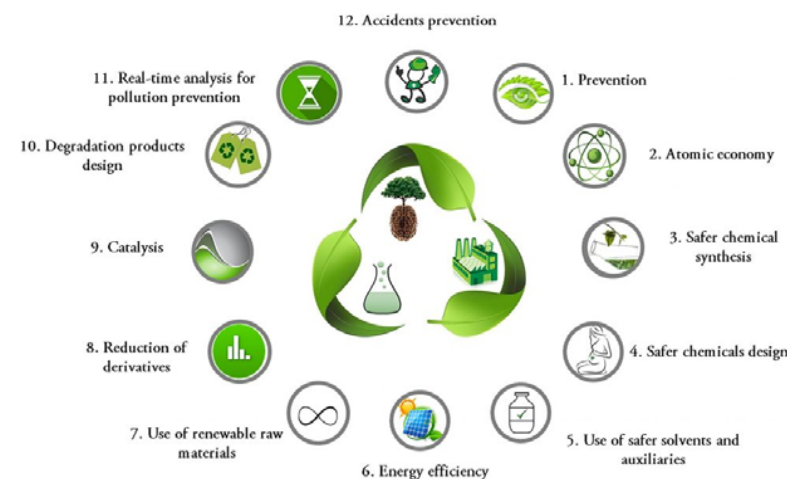 12. Accidents prevention
1. Prevention
2. Atomic economy
3. Safer chemical
synthesis
4. Safer chemicals design
5. Use of safer solvents and
auxiliaries
6. Energy efficiency
7. Use of renewable raw
materials
8. Reduction of
derivatives
9. Catalysis
10. Degradation products
design
11. Real-time analysis for
pollution prevention